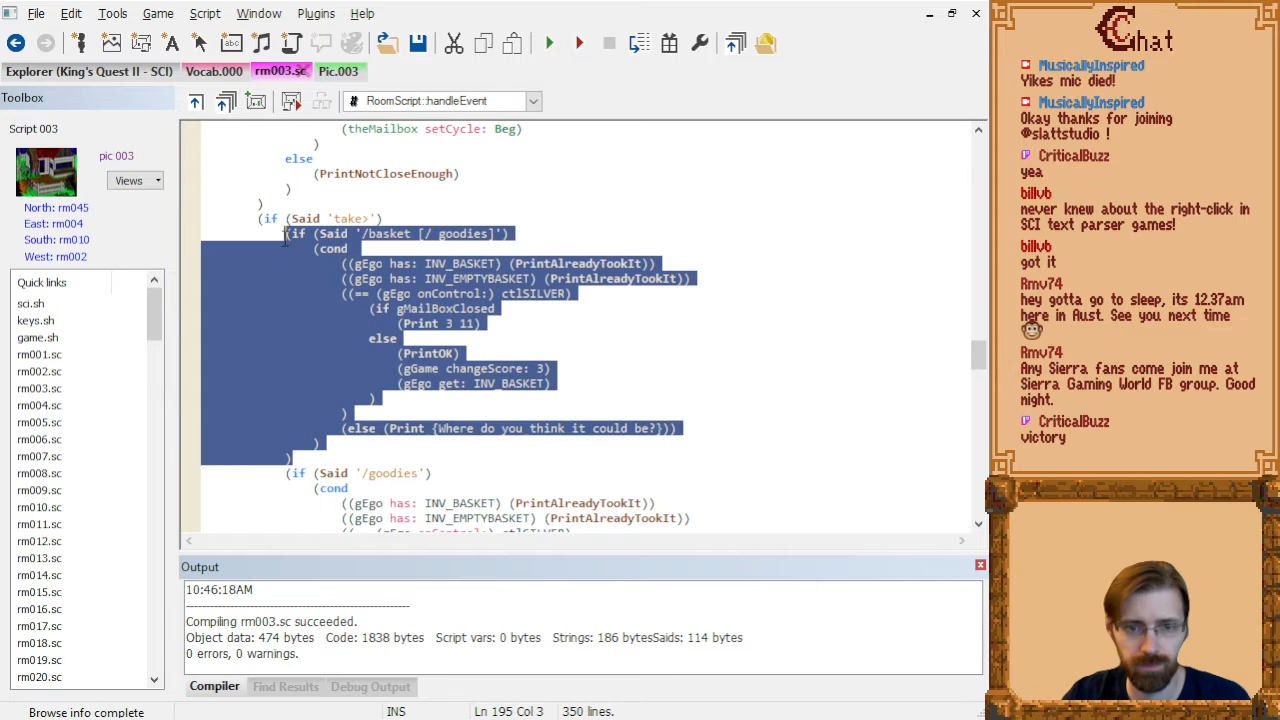 File Edit Tools Game Script Window Plugins Help
Explorer (King's Quest II - SCI) Vocab.000 rm003.sc Pic.003
Toolbox
RoomScript::handleEvent
Script 003
pic 003
Views
North: rm045
East: rm004
South: rm010
West: rm002
Quick links
sci.sh
keys.sh
game.sh
rm001.sc
rm002.sc
rm003.sc
rm004.sc
rm005.sc
rm006.sc
rm007.sc
rm008.sc
rm009.sc
rm010.sc
rm011.sc
rm012.sc
rm013.sc
rm014.sc
rm015.sc
rm016.sc
rm017.sc
rm018.sc
rm019.sc
rm020.sc
(theMailbox setCycle: Beg)
)
else
(PrintNotCloseEnough)
)
)
(if (Said 'take>')
(if (Said '/basket [/ goodies]')
(cond
((gEgo has: INV_BASKET) (PrintAlreadyTookIt))
((gEgo has: INV_EMPTYBASKET) (PrintAlreadyTookIt))
((== (gEgo onControl:) ctlSILVER)
(if gMailBoxClosed
(Print 3 11)
else
(PrintOK)
(gGame changeScore: 3)
(gEgo get: INV_BASKET)
)
)
(else (Print {Where do you think it could be?}))
)
)
(if (Said '/goodies')
(cond
((gEgo has: INV_BASKET) (PrintAlreadyTookIt))
((gEgo has: INV_EMPTYBASKET) (PrintAlreadyTookIt))
((== (gEgo onControl:) ctlSILVER)
Output
10:46:18AM
Compiling rm003.sc succeeded.
Object data: 474 bytes Code: 1838 bytes Script vars: 0 bytes Strings: 186 bytesSaids: 114 bytes
0 errors, 0 warnings.
Compiler Find Results Debug Output
Browse info complete INS Ln 195 Col 3 350 lines.
Chat
MusicallyInspired
Yikes mic died!
MusicallyInspired
Okay thanks for joining
@slattstudio !
CriticalBuzz
yea
billvb
never knew about the right-click in
SCI text parser games!
billvb
got it
Rmv74
hey gotta go to sleep, its 12.37am
here in Aust. See you next time
Rmv74
Any Sierra fans come join me at
Sierra Gaming World FB group. Good
night.
CriticalBuzz
victory